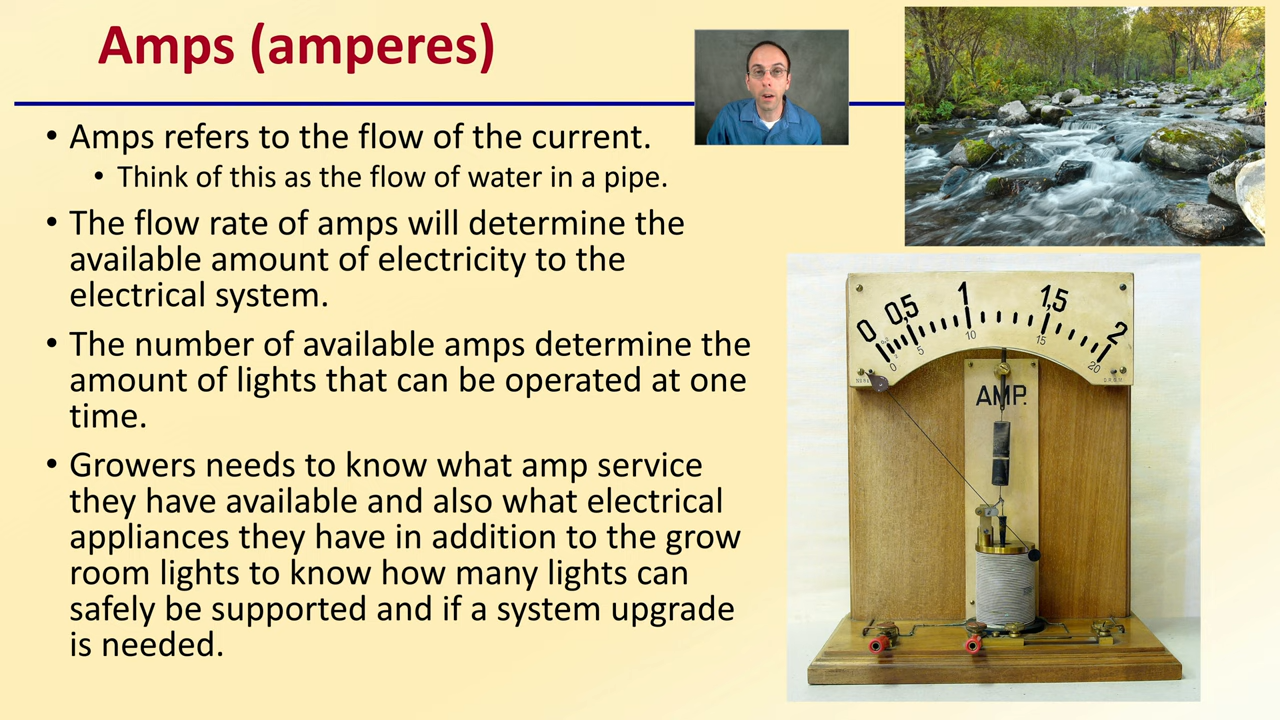 Amps (amperes)
• Amps refers to the flow of the current.
• Think of this as the flow of water in a pipe.
• The flow rate of amps will determine the
available amount of electricity to the
electrical system.
• The number of available amps determine the
amount of lights that can be operated at one
time.
• Growers needs to know what amp service
they have available and also what electrical
appliances they have in addition to the grow
room lights to know how many lights can
safely be supported and if a system upgrade
is needed.
0 0,5 1 1,5 2
0 5 10 15 20
AMP.